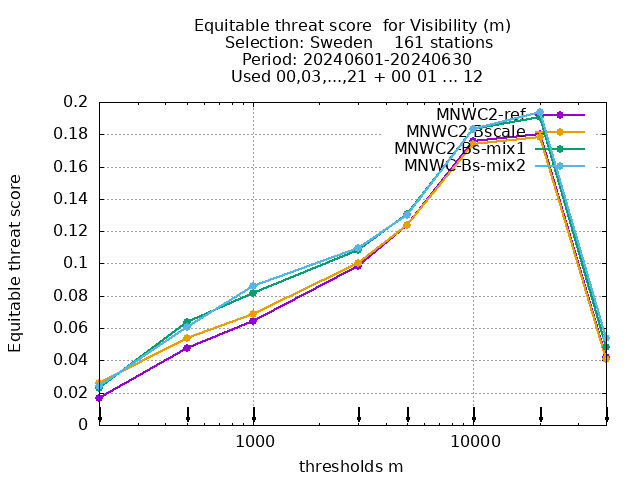 Equitable threat score  for Visibility (m)
Selection: Sweden    161 stations
Period: 20240601-20240630
Used 00,03,...,21 + 00 01 ... 12
Equitable threat score
0.2
0.18
0.16
0.14
0.12
0.1
0.08
0.06
0.04
0.02
0
MNWC2-ref
MNWC2-Bscale
MNWC2-Bs-mix1
MNWC-Bs-mix2
1000
10000
thresholds m